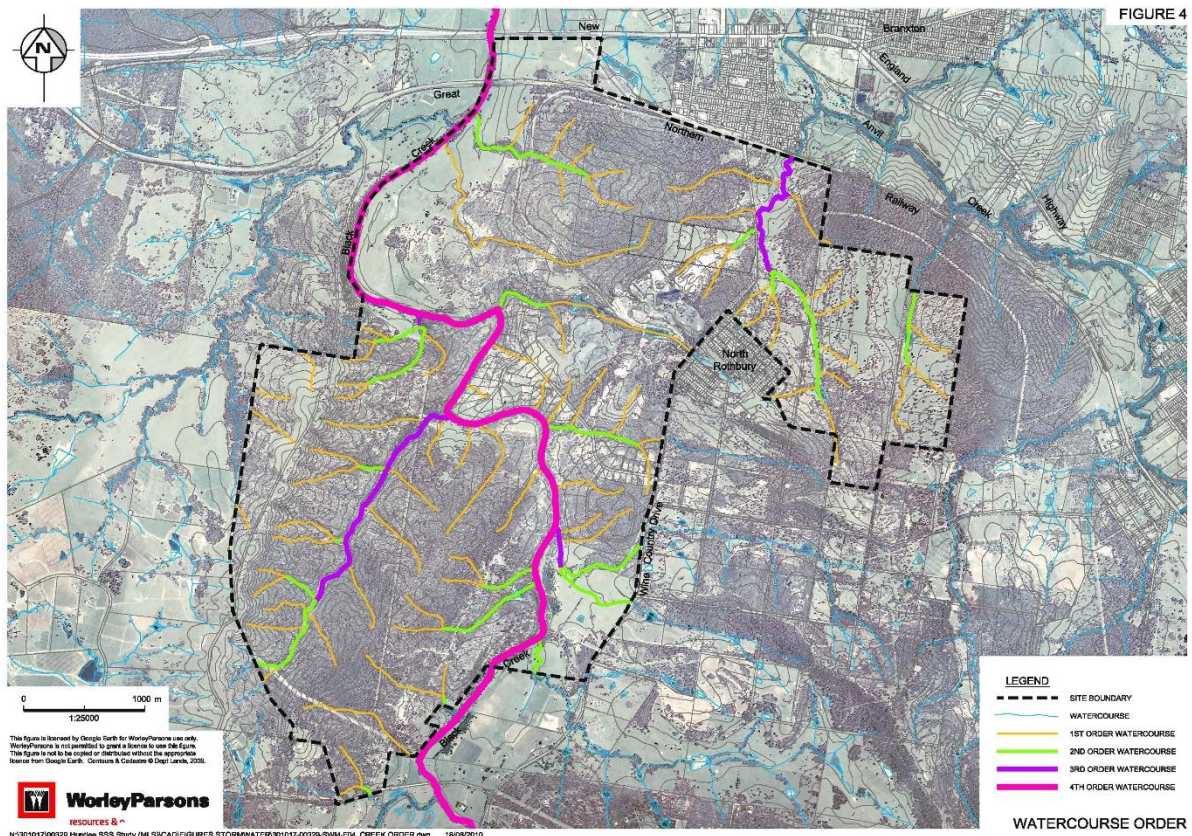 FIGURE 4
N
New
Branxton
England
Great
Northern
Anvil
Creek
Black
Railway
Creek
Highway
North
Rothbury
Wine Country Drive
Creek
Black
0 1000 m
1:25000
This figure is licensed by Google Earth for WorleyParsons use only.
WorleyParsons is not permitted to grant a licence to use this figure.
This figure is not to be copied or distributed without the appropriate
licence from Google Earth. Contours & Cadastre © Dept Lands, 2009.
WorleyParsons
resources &
LEGEND
SITE BOUNDARY
WATERCOURSE
1ST ORDER WATERCOURSE
2ND ORDER WATERCOURSE
3RD ORDER WATERCOURSE
4TH ORDER WATERCOURSE
WATERCOURSE ORDER
18/08/2010